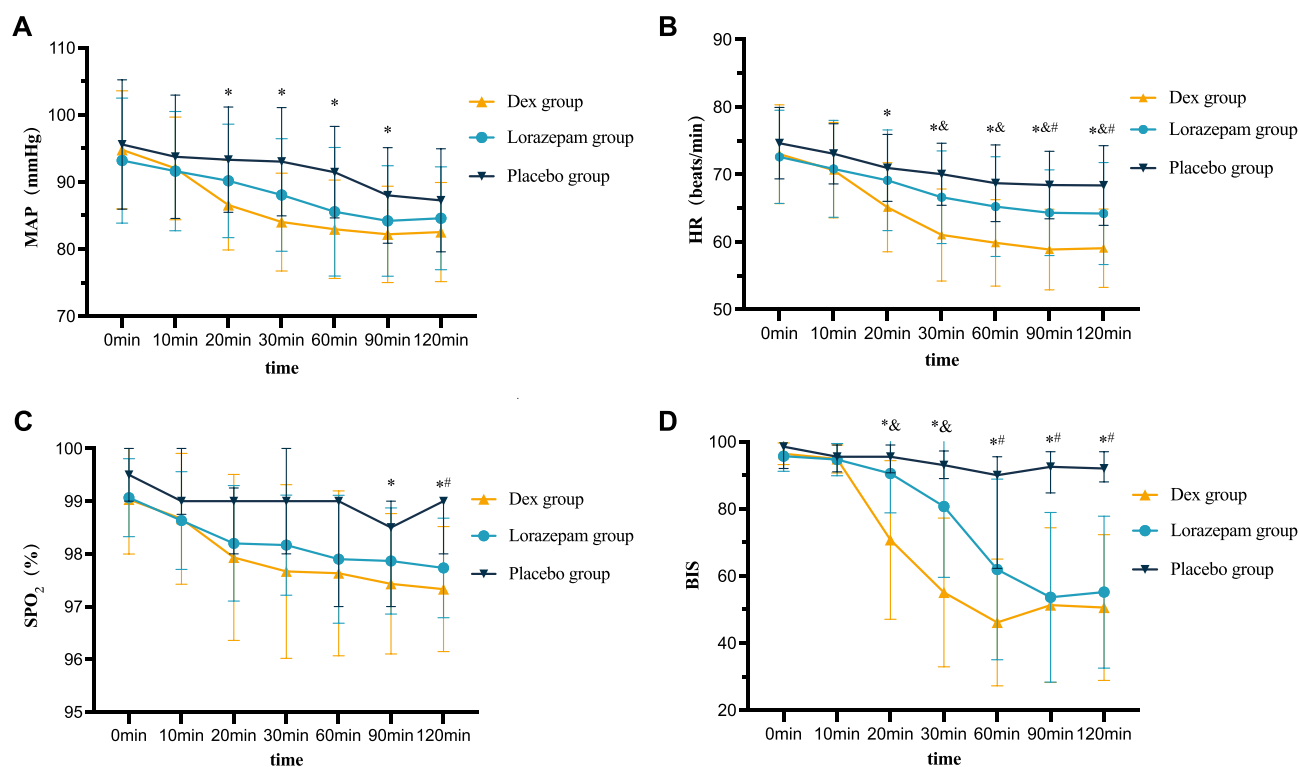 A
MAP (mmHg)
110
100
90
80
70
* * * *
0min 10min 20min 30min 60min 90min 120min
time
Dex group
Lorazepam group
Placebo group
B
HR (beats/min)
90
80
70
60
50
* *& *& *&# *&#
0min 10min 20min 30min 60min 90min 120min
time
Dex group
Lorazepam group
Placebo group
C
SPO2 (%)
100
99
98
97
96
95
* *#
0min 10min 20min 30min 60min 90min 120min
time
Dex group
Lorazepam group
Placebo group
D
BIS
100
80
60
40
20
*& *& *# *# *#
0min 10min 20min 30min 60min 90min 120min
time
Dex group
Lorazepam group
Placebo group